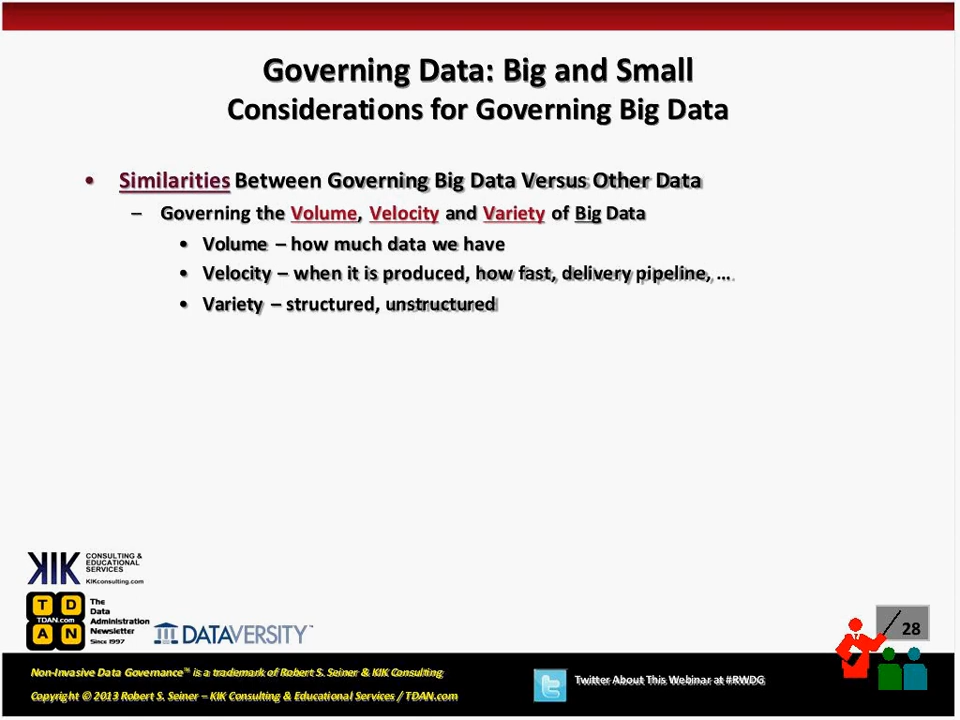 Governing Data: Big and Small
Considerations for Governing Big Data
• Similarities Between Governing Big Data Versus Other Data
– Governing the Volume, Velocity and Variety of Big Data
• Volume – how much data we have
• Velocity – when it is produced, how fast, delivery pipeline, ...
• Variety – structured, unstructured
KIK CONSULTING &
EDUCATIONAL
SERVICES
KIKconsulting.com
T D
TDAN.com
A N
The
Data
Administration
Newsletter
Since 1997
DATAVERSITY™
28
Non-Invasive Data Governance™ is a trademark of Robert S. Seiner & KIK Consulting
Copyright © 2013 Robert S. Seiner – KIK Consulting & Educational Services / TDAN.com
Twitter About This Webinar at #RWDG